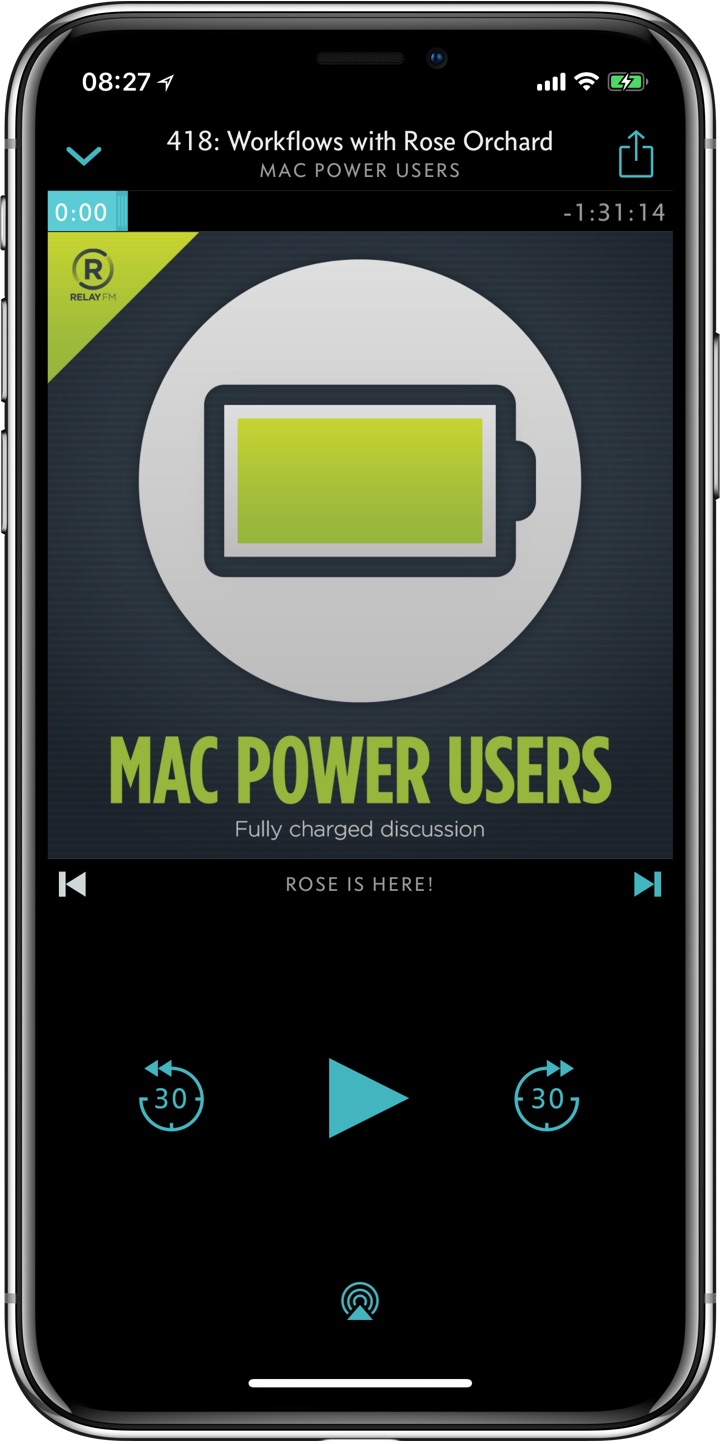 08:27
418: Workflows with Rose Orchard
MAC POWER USERS
0:00 -1:31:14
R
RELAY FM
MAC POWER USERS
Fully charged discussion
ROSE IS HERE!
30 30